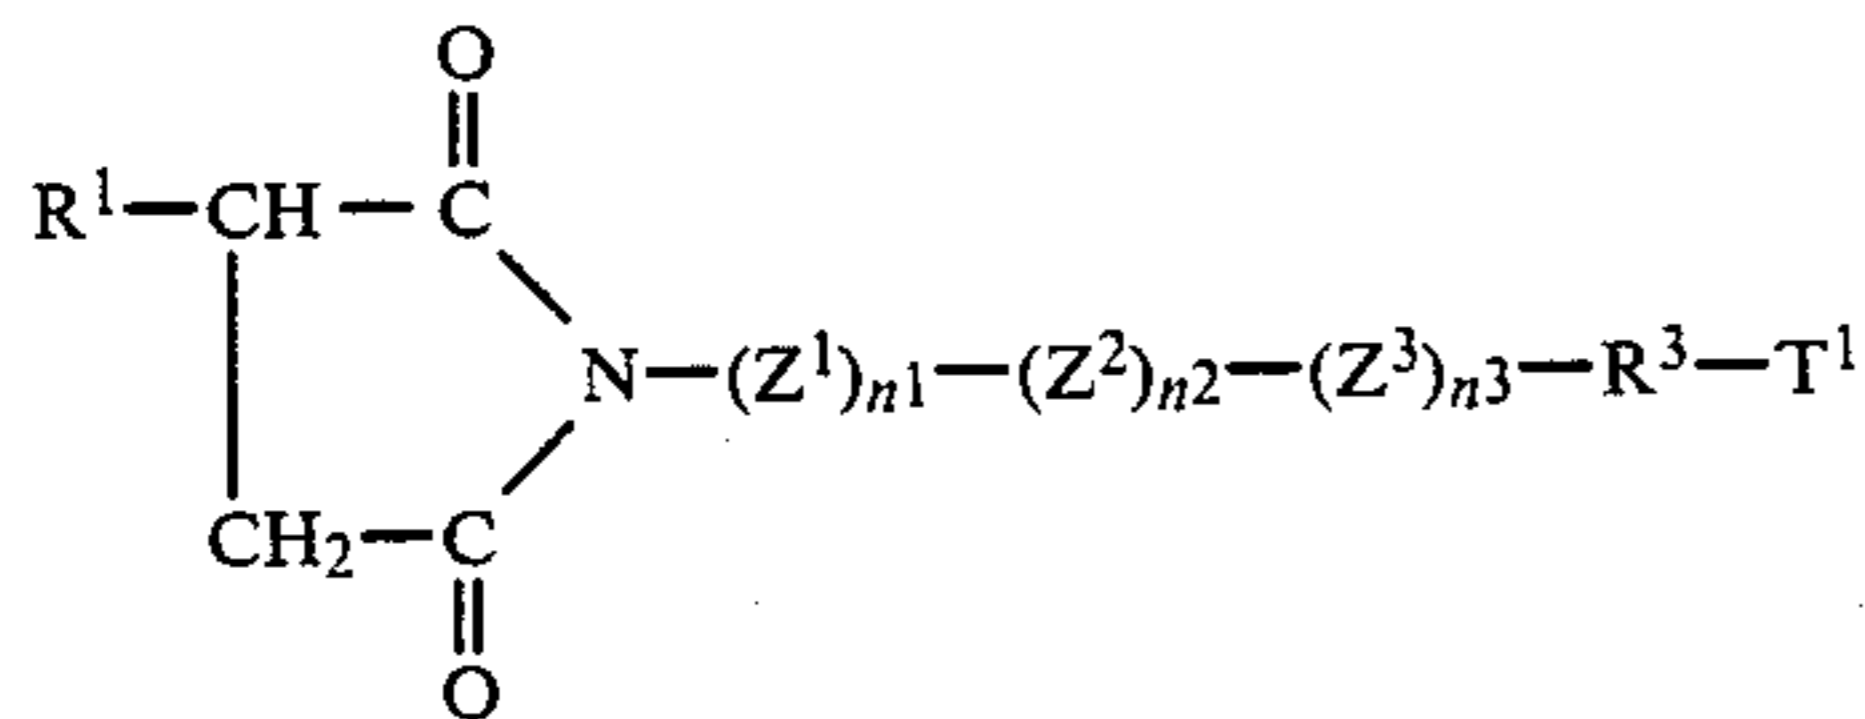 O
R¹—CH—C
N—(Z¹)ₙ₁—(Z²)ₙ₂—(Z³)ₙ₃—R³—T¹
CH₂—C
O